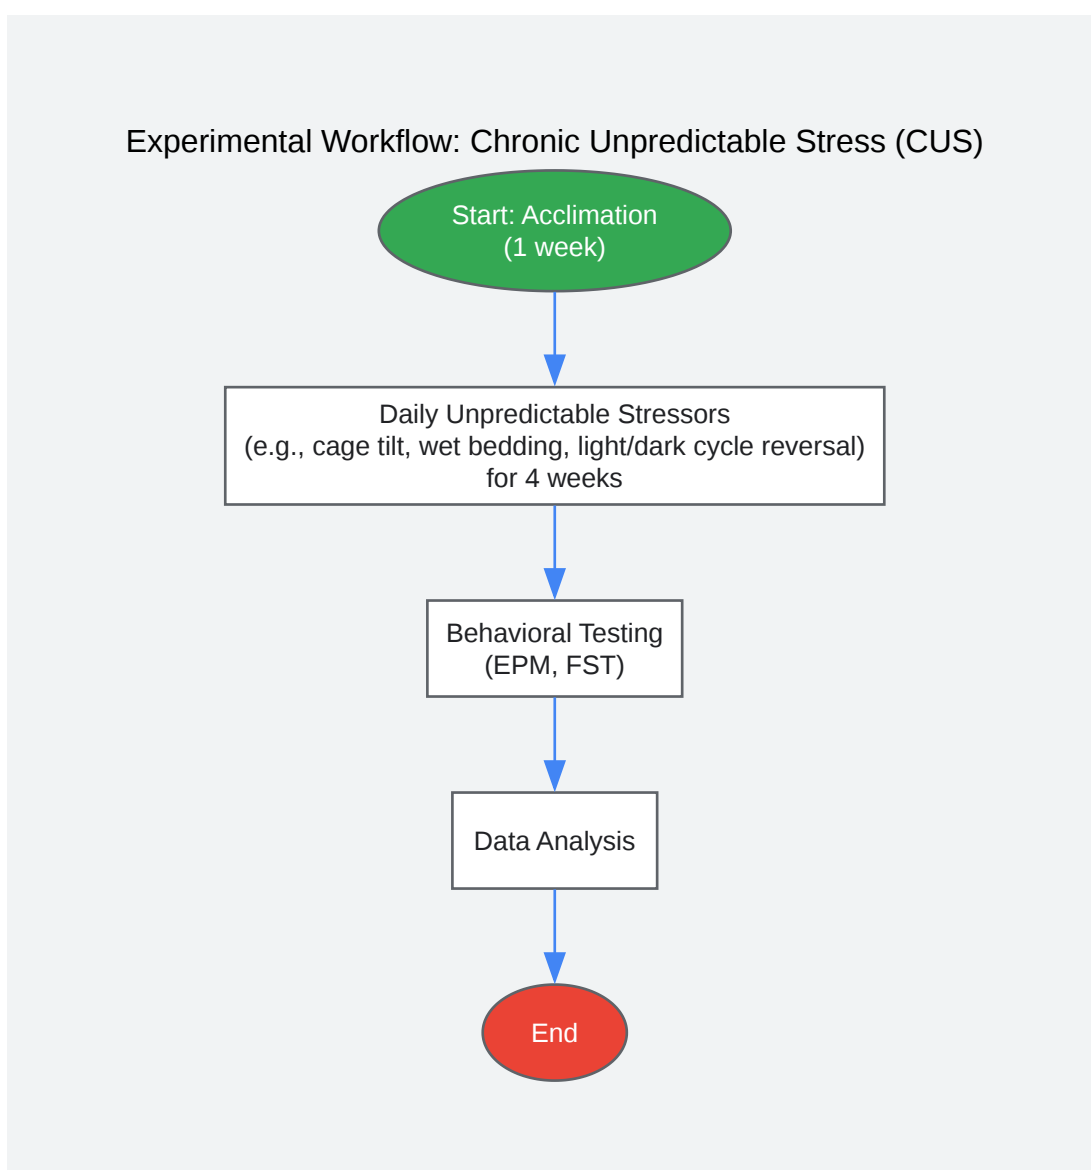 Experimental Workflow: Chronic Unpredictable Stress (CUS)
Start: Acclimation
(1 week)
Daily Unpredictable Stressors
(e.g., cage tilt, wet bedding, light/dark cycle reversal)
for 4 weeks
Behavioral Testing
(EPM, FST)
Data Analysis
End